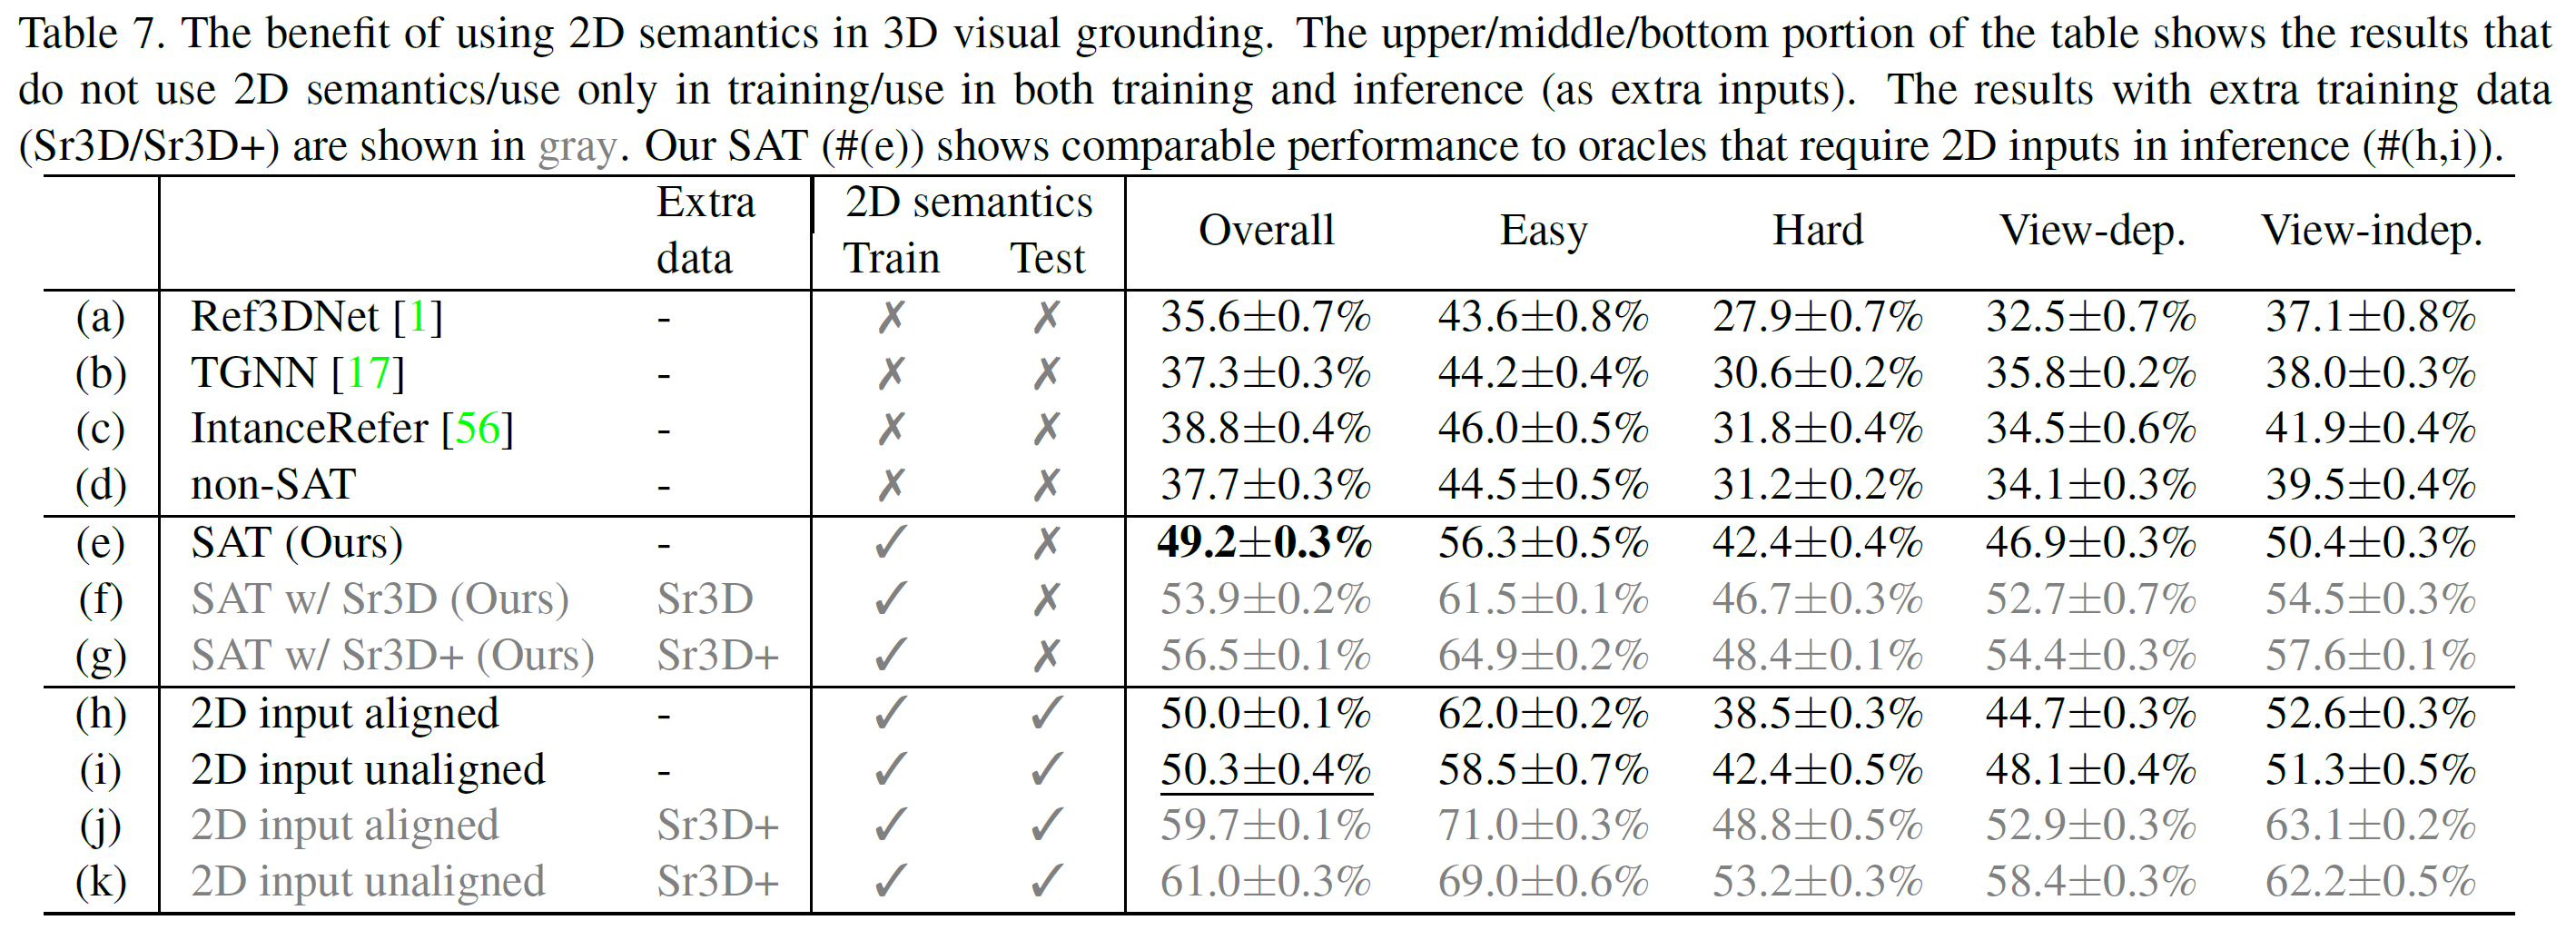 Table 7. The benefit of using 2D semantics in 3D visual grounding. The upper/middle/bottom portion of the table shows the results that
do not use 2D semantics/use only in training/use in both training and inference (as extra inputs). The results with extra training data
(Sr3D/Sr3D+) are shown in gray. Our SAT (#(e)) shows comparable performance to oracles that require 2D inputs in inference (#(h,i)).
Extra data 2D semantics Train Test Overall Easy Hard View-dep. View-indep.
(a) Ref3DNet [1] - ✗ ✗ 35.6±0.7% 43.6±0.8% 27.9±0.7% 32.5±0.7% 37.1±0.8%
(b) TGNN [17] - ✗ ✗ 37.3±0.3% 44.2±0.4% 30.6±0.2% 35.8±0.2% 38.0±0.3%
(c) IntanceRefer [56] - ✗ ✗ 38.8±0.4% 46.0±0.5% 31.8±0.4% 34.5±0.6% 41.9±0.4%
(d) non-SAT - ✗ ✗ 37.7±0.3% 44.5±0.5% 31.2±0.2% 34.1±0.3% 39.5±0.4%
(e) SAT (Ours) - ✓ ✗ 49.2±0.3% 56.3±0.5% 42.4±0.4% 46.9±0.3% 50.4±0.3%
(f) SAT w/ Sr3D (Ours) Sr3D ✓ ✗ 53.9±0.2% 61.5±0.1% 46.7±0.3% 52.7±0.7% 54.5±0.3%
(g) SAT w/ Sr3D+ (Ours) Sr3D+ ✓ ✗ 56.5±0.1% 64.9±0.2% 48.4±0.1% 54.4±0.3% 57.6±0.1%
(h) 2D input aligned - ✓ ✓ 50.0±0.1% 62.0±0.2% 38.5±0.3% 44.7±0.3% 52.6±0.3%
(i) 2D input unaligned - ✓ ✓ 50.3±0.4% 58.5±0.7% 42.4±0.5% 48.1±0.4% 51.3±0.5%
(j) 2D input aligned Sr3D+ ✓ ✓ 59.7±0.1% 71.0±0.3% 48.8±0.5% 52.9±0.3% 63.1±0.2%
(k) 2D input unaligned Sr3D+ ✓ ✓ 61.0±0.3% 69.0±0.6% 53.2±0.3% 58.4±0.3% 62.2±0.5%